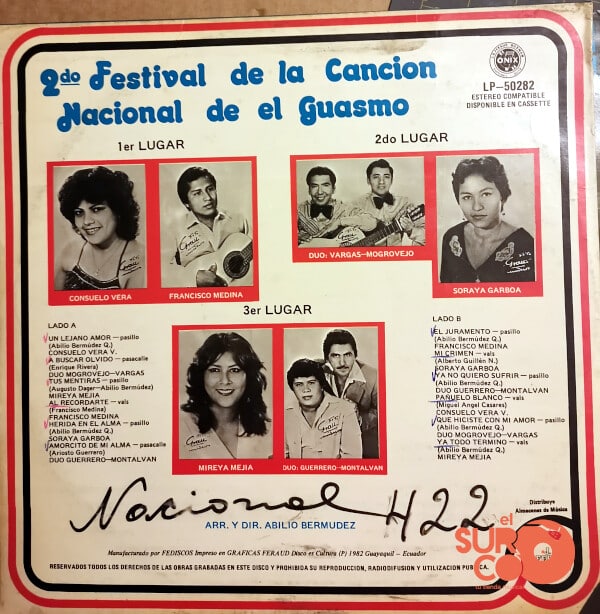 2do Festival de la Cancion
Nacional de el Guasmo
ONIX
LP-50282
ESTEREO COMPATIBLE
DISPONIBLE EN CASSETTE
1er LUGAR
2do LUGAR
CONSUELO VERA
FRANCISCO MEDINA
DUO: VARGAS-MOGROVEJO
SORAYA GARBOA
3er LUGAR
MIREYA MEJIA
DUO: GUERRERO-MONTALVAN
LADO A
UN LEJANO AMOR — pasillo
(Abilio Bermúdez Q.)
CONSUELO VERA V.
A BUSCAR OLVIDO — pasacalle
(Enrique Rivera)
DUO MOGROVEJO-VARGAS
TUS MENTIRAS — pasillo
(Augusto Dager-Abilio Bermúdez)
MIREYA MEJIA
AL RECORDARTE — vals
(Francisco Medina)
FRANCISCO MEDINA
HERIDA EN EL ALMA — pasillo
(Abilio Bermúdez Q.)
SORAYA GARBOA
AMORCITO DE MI ALMA — pasacalle
(Ariosto Guerraro)
DUO GUERRERO-MONTALVAN
LADO B
EL JURAMENTO — pasillo
(Abilio Bermúdez Q.)
FRANCISCO MEDINA
MI CRIMEN — vals
(Alberto Guillén N.)
SORAYA GARBOA
YA NO QUIERO SUFRIR — pasillo
(Abilio Bermúdez Q.)
DUO GUERRERO-MONTALVAN
PAÑUELO BLANCO — vals
(Miguel Angel Cásares)
CONSUELO VERA V.
QUE HICISTE CON MI AMOR — pasillo
(Abilio Bermúdez Q.)
DUO MOGROVEJO-VARGAS
YA TODO TERMINO — vals
(Abilio Bermúdez Q.)
MIREYA MEJIA
Nacional 422
ARR. Y DIR. ABILIO BERMUDEZ
Distribuye
Almacenes de Música
el
SURCO
Manufacturado por FEDISCOS Impreso en GRAFICAS FERAUD Disco es Cultura (P) 1982 Guayaquil — Ecuador
RESERVADOS TODOS LOS DERECHOS DE LAS OBRAS GRABADAS EN ESTE DISCO Y PROHIBIDA SU REPRODUCCION, RADIODIFUSION Y UTILIZACION PUBLICA.